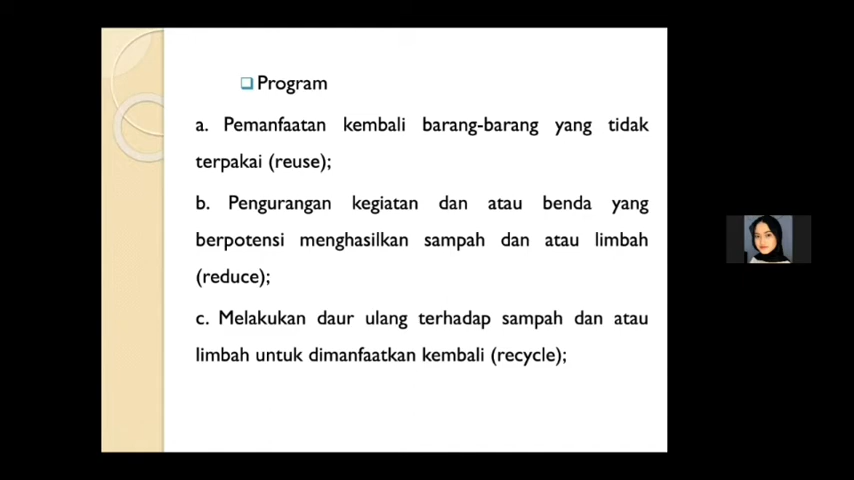 Program
a. Pemanfaatan kembali barang-barang yang tidak
terpakai (reuse);
b. Pengurangan kegiatan dan atau benda yang
berpotensi menghasilkan sampah dan atau limbah
(reduce);
c. Melakukan daur ulang terhadap sampah dan atau
limbah untuk dimanfaatkan kembali (recycle);